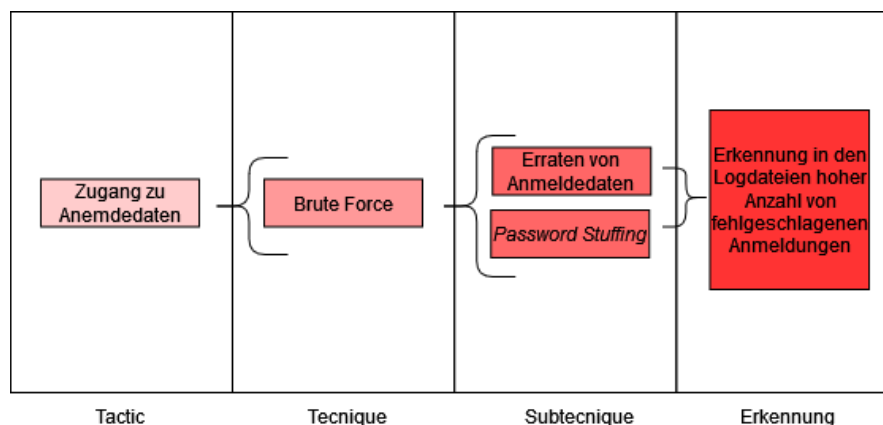 Zugang zu
Anemdedaten
Brute Force
Erraten von
Anmeldedaten
Password Stuffing
Erkennung in den
Logdateien hoher
Anzahl von
fehlgeschlagenen
Anmeldungen
Tactic
Tecnique
Subtecnique
Erkennung